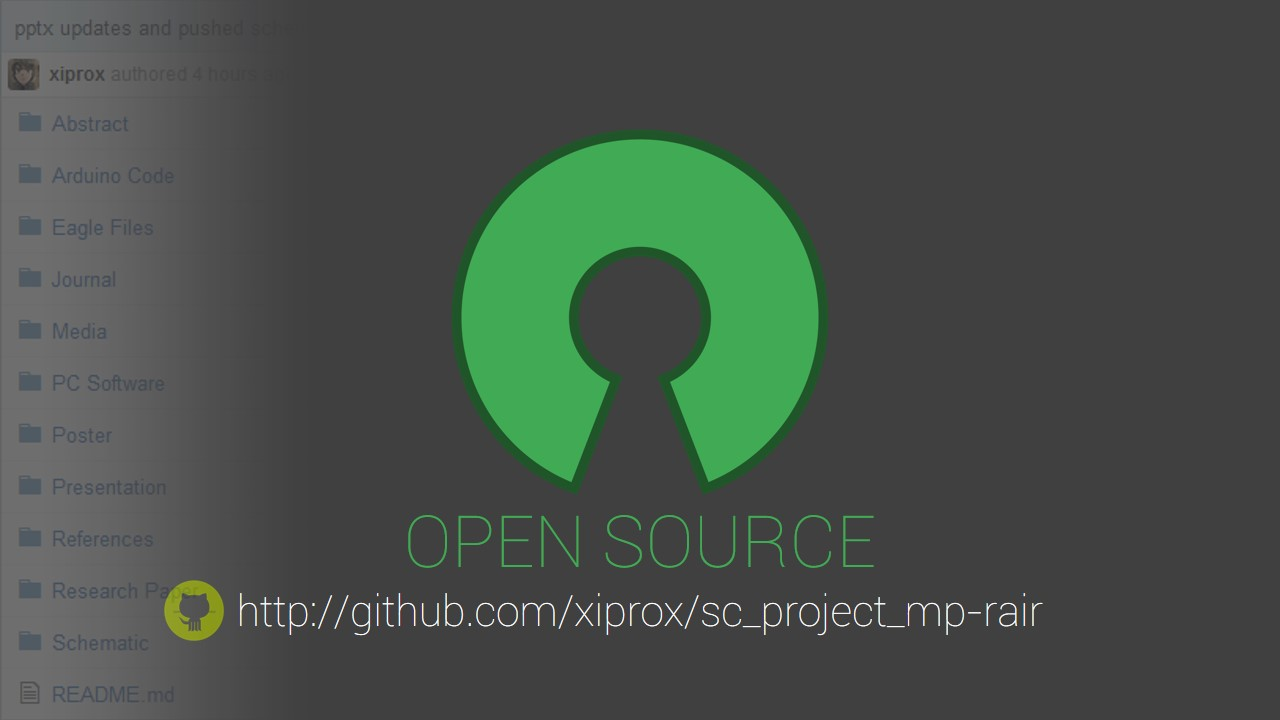 pptx updates and pushed
xiprox authored 4 hours
Abstract
Arduino Code
Eagle Files
Journal
Media
PC Software
Poster
Presentation
References
Research Paper
Schematic
README.md
OPEN SOURCE
http://github.com/xiprox/sc_project_mp-rair